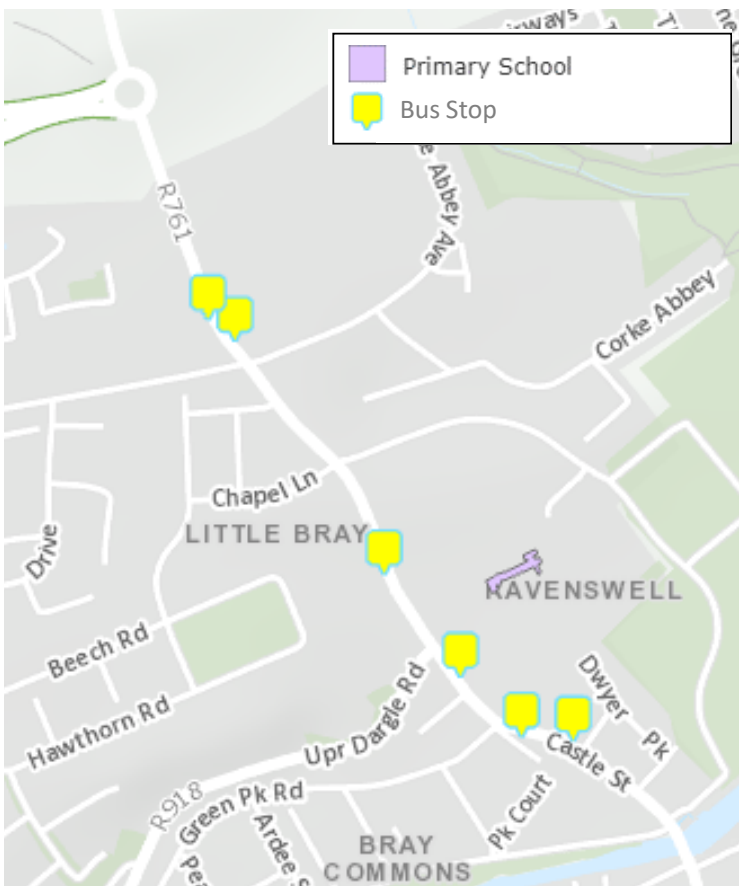 Primary School
Bus Stop
R761
Abbey Ave
Corke Abbey
Chapel Ln
LITTLE BRAY
Drive
RAVENSWELL
Beech Rd
Dwyer Pk
Hawthorn Rd
Upr Dargle Rd
Castle St
R918
Green Pk Rd
Pk Court
Ardee
BRAY
COMMONS